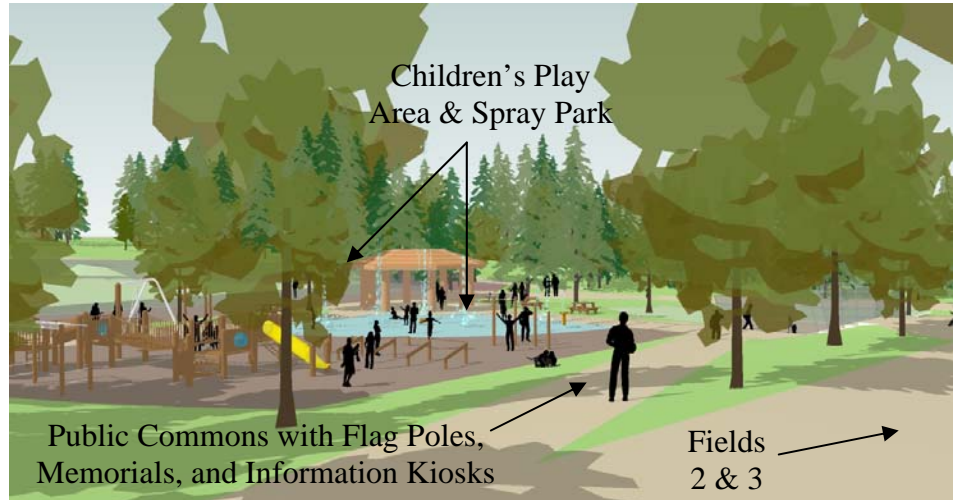 Children’s Play
Area & Spray Park
Public Commons with Flag Poles,
Memorials, and Information Kiosks
Fields
2 & 3